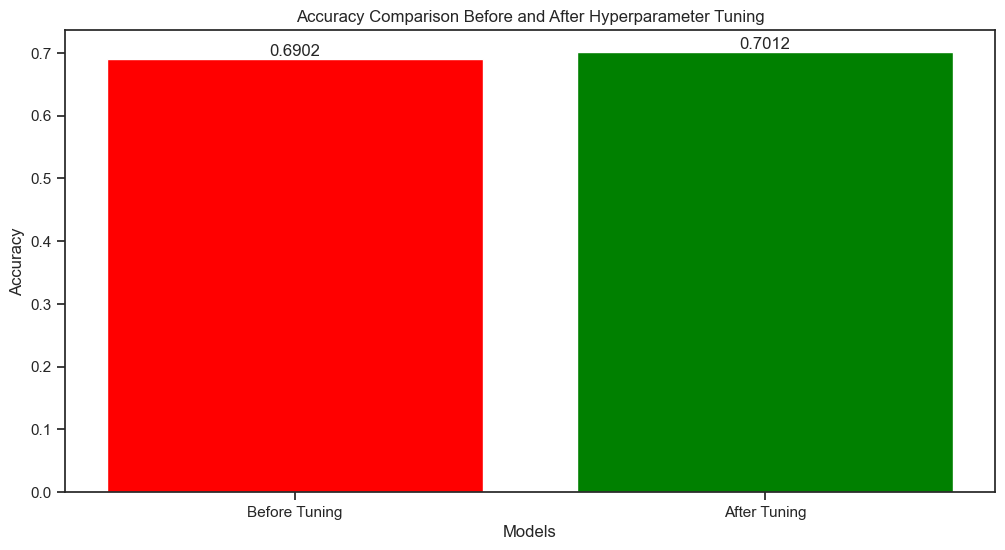 Accuracy Comparison Before and After Hyperparameter Tuning
0.6902
0.7012
0.7
0.6
0.5
0.4
0.3
0.2
0.1
0.0
Accuracy
Before Tuning
After Tuning
Models